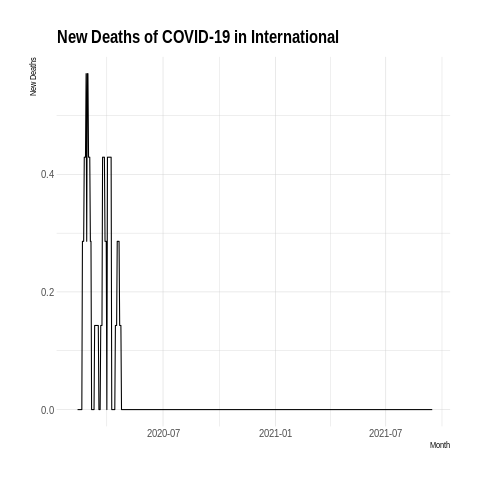 New Deaths of COVID-19 in International
New Deaths
0.4
0.2
0.0
2020-07
2021-01
2021-07
Month